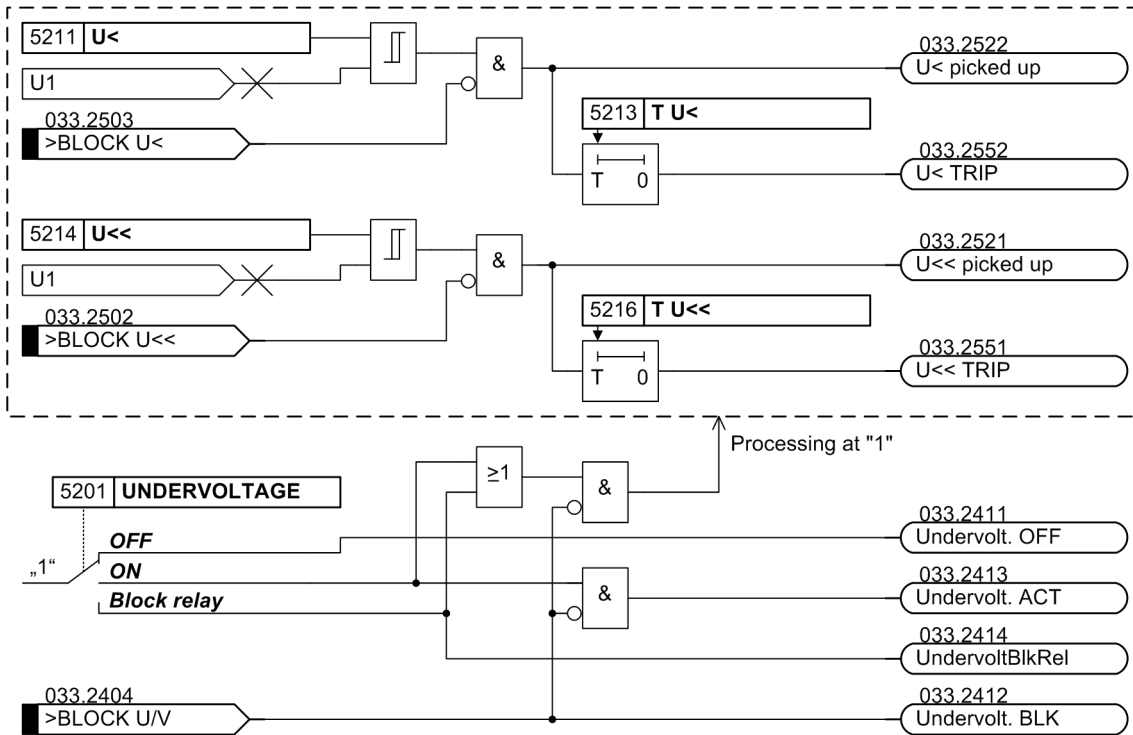 5211 U<
U1
033.2503
>BLOCK U<
&
033.2522
U< picked up
5213 T U<
T 0
033.2552
U< TRIP
5214 U<<
U1
033.2502
>BLOCK U<<
&
033.2521
U<< picked up
5216 T U<<
T 0
033.2551
U<< TRIP
Processing at "1"
≥1
&
5201 UNDERVOLTAGE
„1“
OFF
ON
Block relay
&
033.2411
Undervolt. OFF
033.2413
Undervolt. ACT
033.2414
UndervoltBlkRel
033.2404
>BLOCK U/V
033.2412
Undervolt. BLK